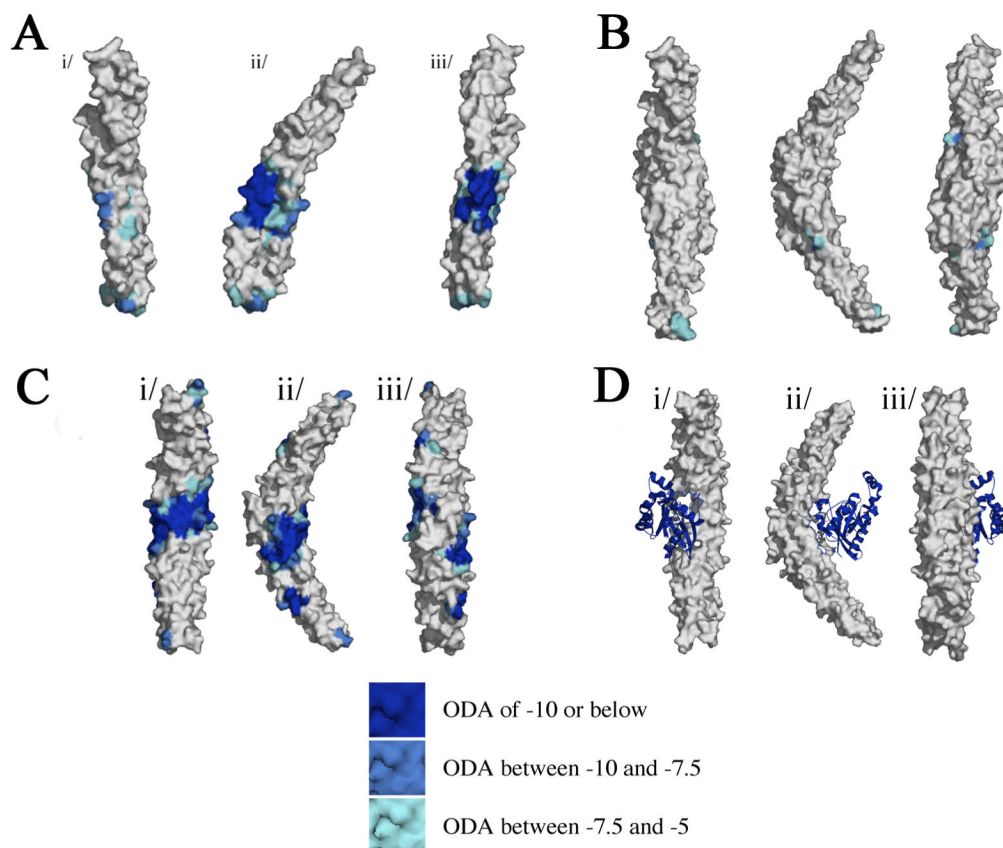 A
i/
ii/
iii/
B
C
i/
ii/
iii/
D
i/
ii/
iii/
ODA of -10 or below
ODA between -10 and -7.5
ODA between -7.5 and -5